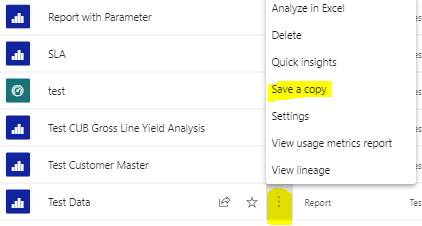 Report with Parameter
SLA
test
Test CUB Gross Line Yield Analysis
Test Customer Master
Test Data
Analyze in Excel
Delete
Quick insights
Save a copy
Settings
View usage metrics report
View lineage
Report
Tes